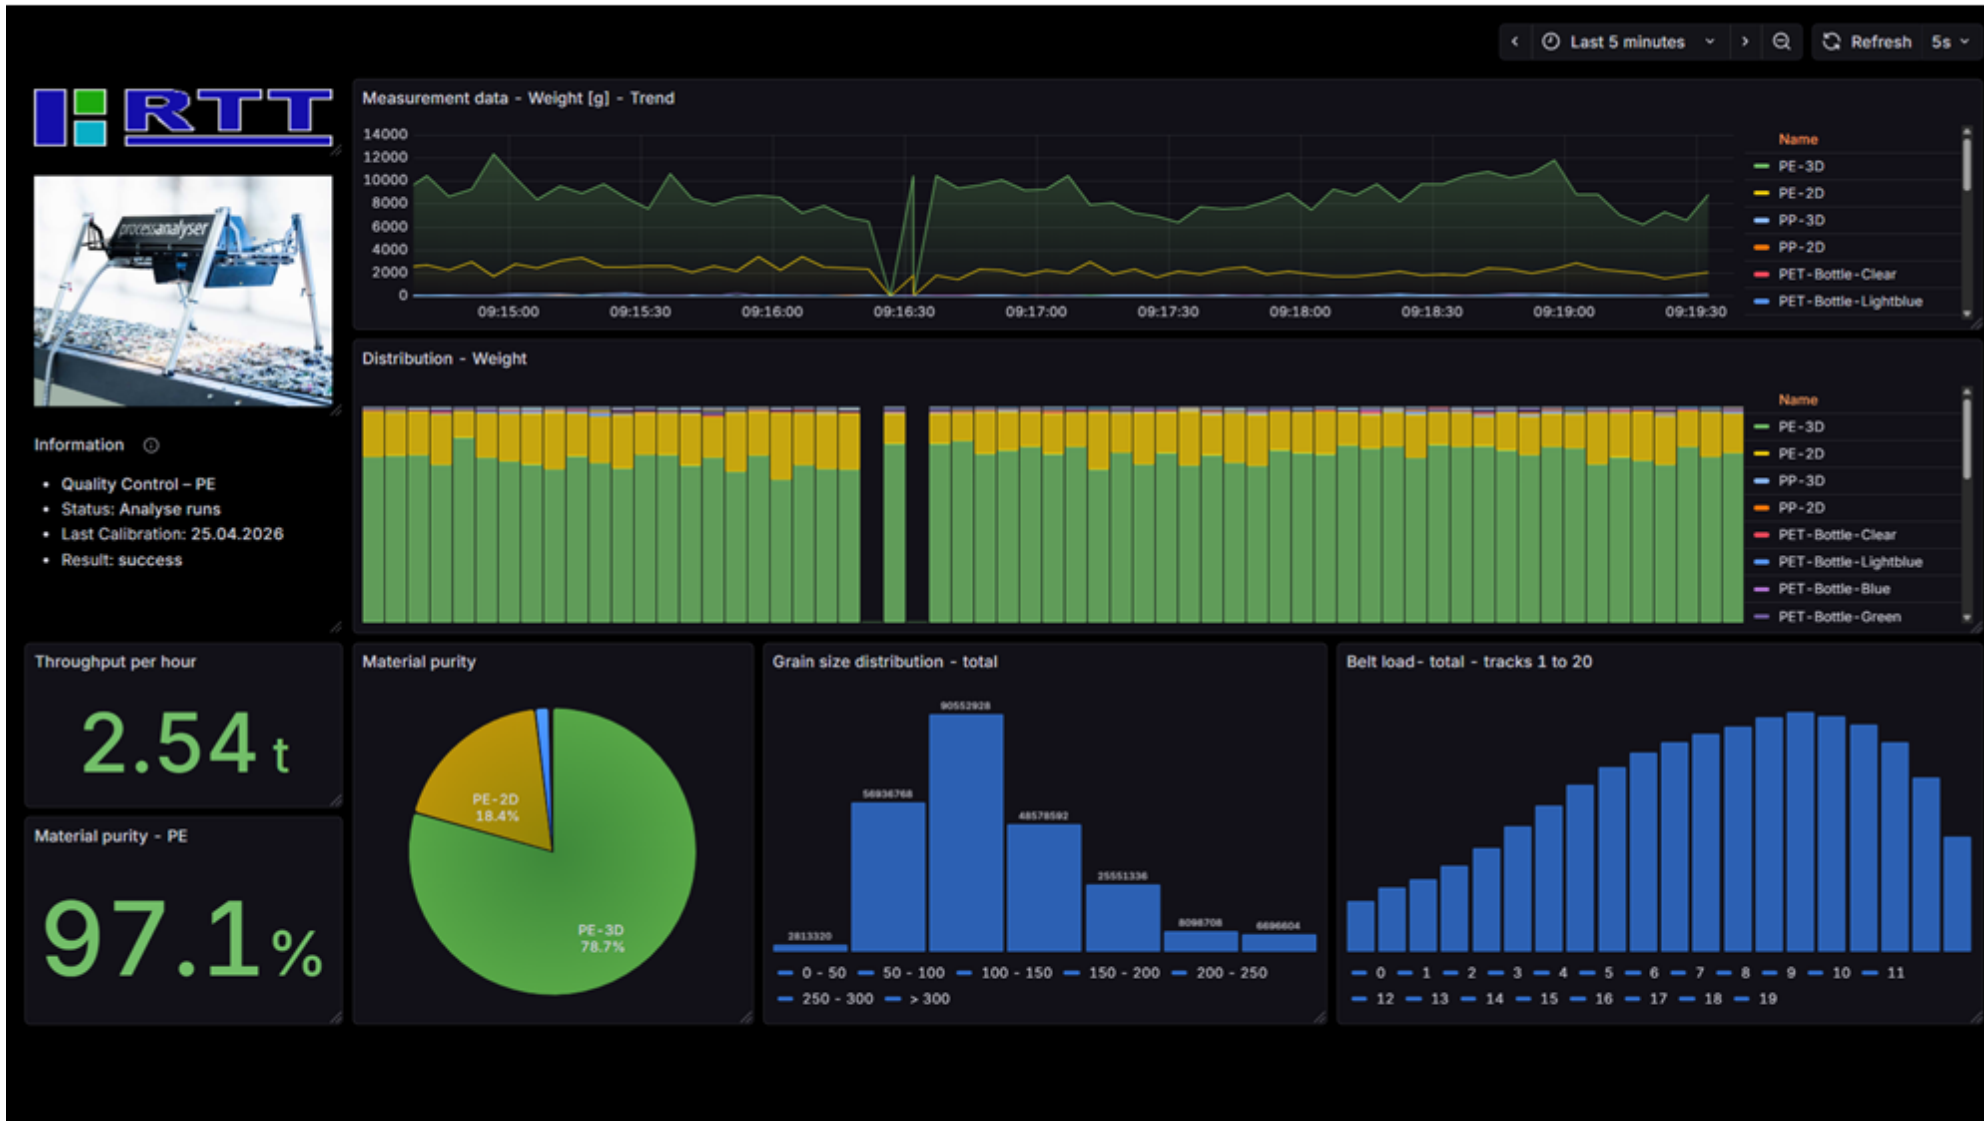 Last 5 minutes
Refresh 5s
RTT
processanalyser
Information
Quality Control – PE
Status: Analyse runs
Last Calibration: 25.04.2026
Result: success
Measurement data - Weight [g] - Trend
14000
12000
10000
8000
6000
4000
2000
0
09:15:00 09:15:30 09:16:00 09:16:30 09:17:00 09:17:30 09:18:00 09:18:30 09:19:00 09:19:30
Name
PE-3D
PE-2D
PP-3D
PP-2D
PET-Bottle-Clear
PET-Bottle-Lightblue
Distribution - Weight
Name
PE-3D
PE-2D
PP-3D
PP-2D
PET-Bottle-Clear
PET-Bottle-Lightblue
PET-Bottle-Blue
PET-Bottle-Green
Throughput per hour
2.54 t
Material purity - PE
97.1%
Material purity
PE-2D
18.4%
PE-3D
78.7%
Grain size distribution - total
90552928
56936768
48578592
25551336
8098708
6696604
2813320
0 - 50 50 - 100 100 - 150 150 - 200 200 - 250
250 - 300 > 300
Belt load- total - tracks 1 to 20
0 1 2 3 4 5 6 7 8 9 10 11
12 13 14 15 16 17 18 19